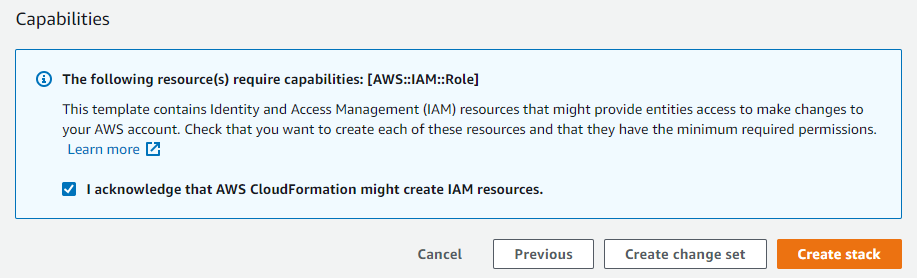 Capabilities
The following resource(s) require capabilities: [AWS::IAM::Role]
This template contains Identity and Access Management (IAM) resources that might provide entities access to make changes to
your AWS account. Check that you want to create each of these resources and that they have the minimum required permissions.
Learn more
I acknowledge that AWS CloudFormation might create IAM resources.
Cancel Previous Create change set Create stack